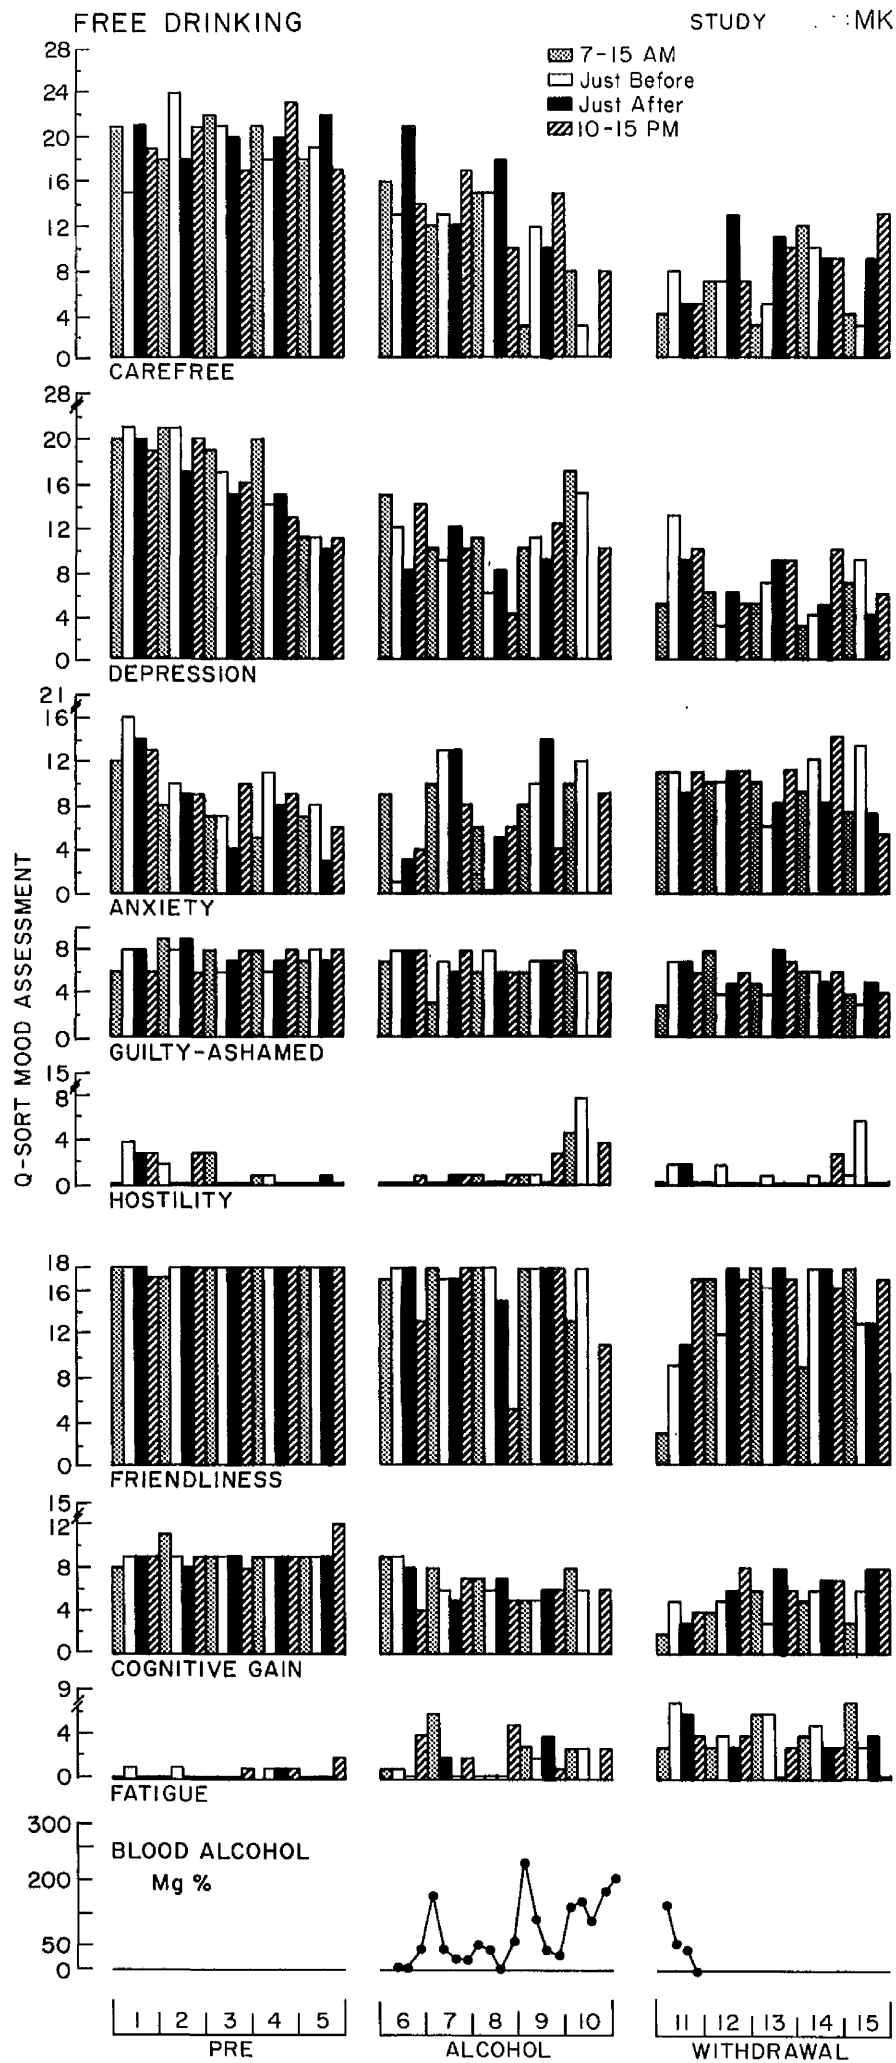 FREE DRINKING
STUDY MK
7-15 AM
Just Before
Just After
10-15 PM
28
24
20
16
12
8
4
0
CAREFREE
28
20
16
12
8
4
0
DEPRESSION
21
16
12
8
4
0
ANXIETY
8
4
0
GUILTY-ASHAMED
Q-SORT MOOD ASSESSMENT
15
8
4
0
HOSTILITY
18
16
12
8
4
0
FRIENDLINESS
15
12
8
4
0
COGNITIVE GAIN
9
4
0
FATIGUE
300
200
50
0
BLOOD ALCOHOL
Mg %
1 2 3 4 5 6 7 8 9 10 11 12 13 14 15
PRE ALCOHOL WITHDRAWAL